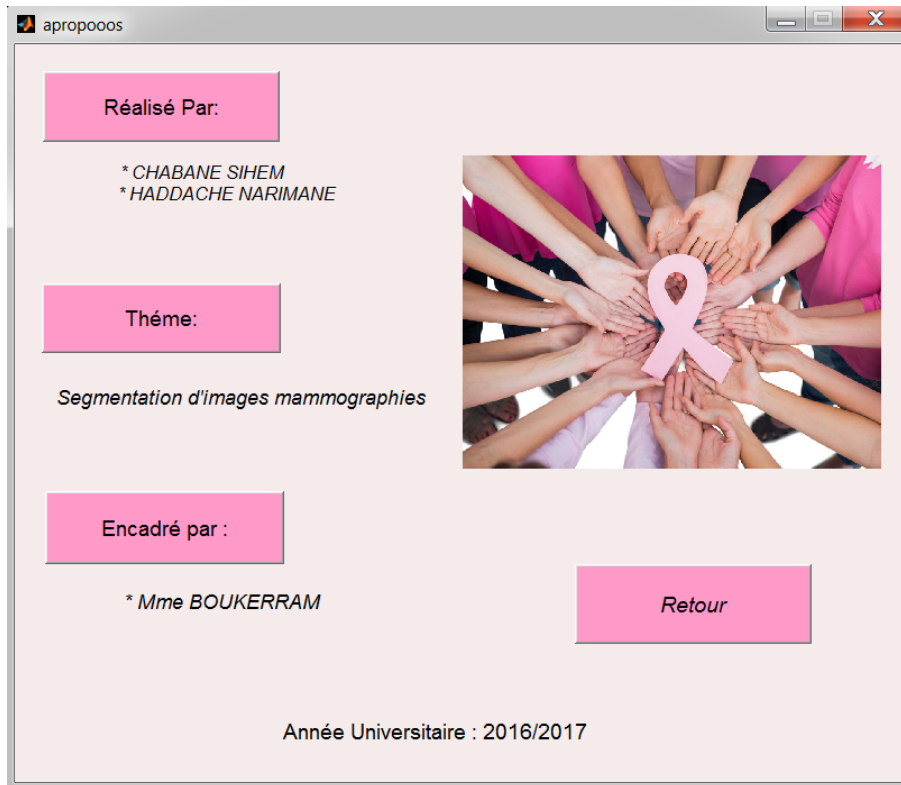 apropooos
Réalisé Par:
* CHABANE SIHEM
* HADDACHE NARIMANE
Théme:
Segmentation d'images mammographies
Encadré par :
* Mme BOUKERRAM
Retour
Année Universitaire : 2016/2017